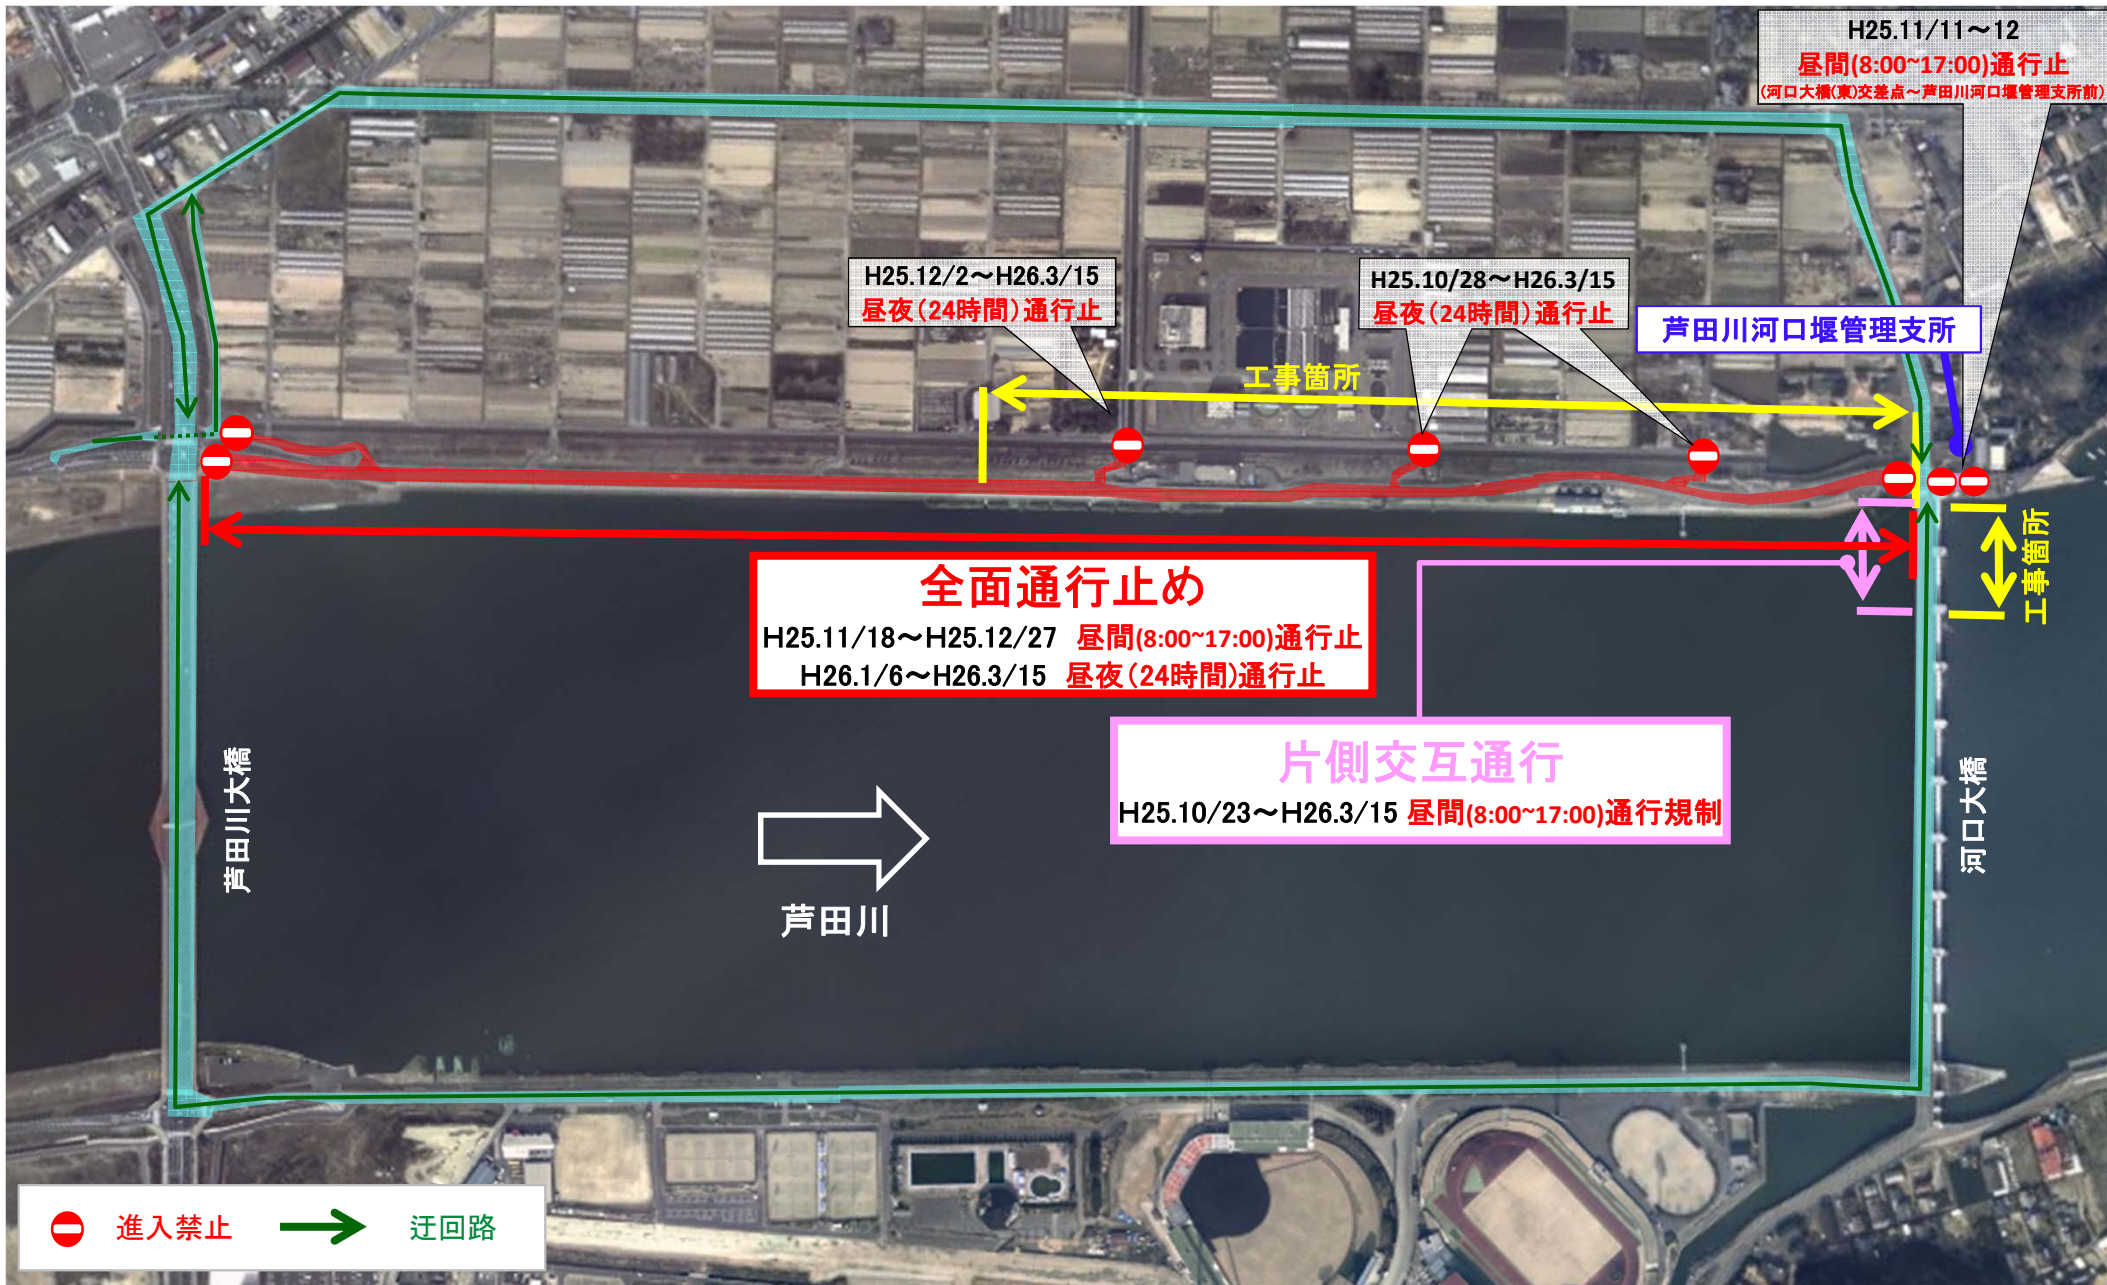 H25.11/11～12
昼間(8:00~17:00)通行止
(河口大橋(東)交差点～芦田川河口堰管理支所前)
H25.12/2～H26.3/15
昼夜（24時間）通行止
H25.10/28～H26.3/15
昼夜（24時間）通行止
芦田川河口堰管理支所
工事箇所
工事箇所
全面通行止め
H25.11/18～H25.12/27 昼間(8:00~17:00)通行止
H26.1/6～H26.3/15 昼夜（24時間）通行止
片側交互通行
H25.10/23～H26.3/15 昼間(8:00~17:00)通行規制
芦田川大橋
河口大橋
芦田川
進入禁止
迂回路